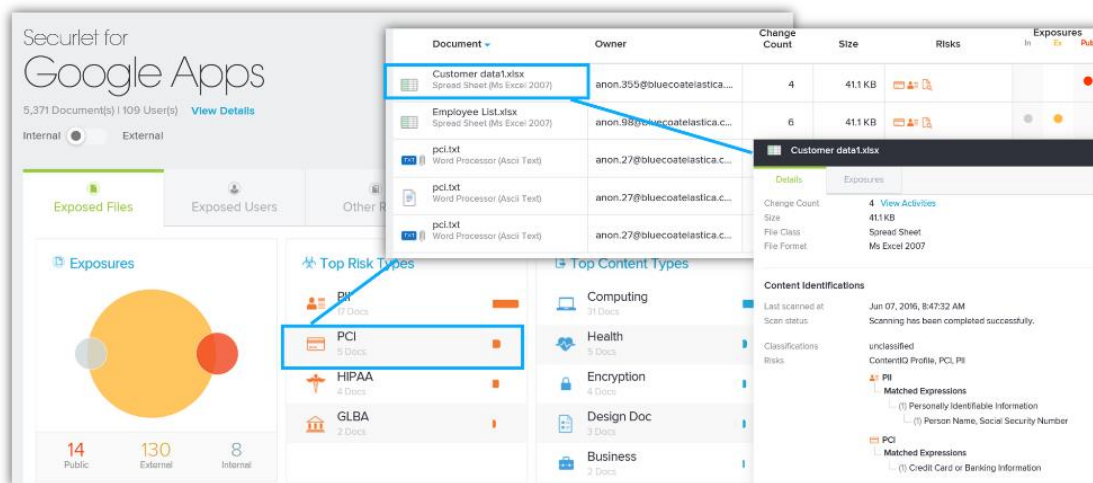 Securlet for
Google Apps
5,371 Document(s) | 109 User(s) View Details
Internal External
Exposed Files
Exposed Users
Other R
Exposures
14 130 8
Public External Internal
Top Risk Types
PII
17 Docs
PCI
5 Docs
HIPAA
4 Docs
GLBA
2 Docs
Top Content Types
Computing
31 Docs
Health
5 Docs
Encryption
4 Docs
Design Doc
3 Docs
Business
2 Docs
Document Owner Change Count Size Risks Exposures
In Ex Pub
Customer data1.xlsx
Spread Sheet (Ms Excel 2007)
anon.355@bluecoatelastica.... 4 41.1 KB
Employee List.xlsx
Spread Sheet (Ms Excel 2007)
anon.98@bluecoatelastica.c... 6 41.1 KB
pci.txt
Word Processor (Ascii Text)
anon.27@bluecoatelastica.c...
pci.txt
Word Processor (Ascii Text)
anon.27@bluecoatelastica.c...
pci.txt
Word Processor (Ascii Text)
anon.27@bluecoatelastica.c...
TXT
TXT
Customer data1.xlsx
Details Exposures
Change Count 4 View Activities
Size 41.1 KB
File Class Spread Sheet
File Format Ms Excel 2007
Content Identifications
Last scanned at Jun 07, 2016, 8:47:32 AM
Scan status Scanning has been completed successfully.
Classifications unclassified
Risks ContentIQ Profile, PCI, PII
PII
Matched Expressions
(1) Personally Identifiable Information
(1) Person Name, Social Security Number
PCI
Matched Expressions
(1) Credit Card or Banking Information